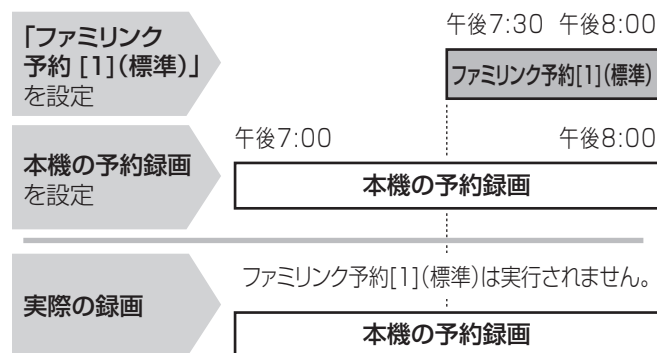 「ファミリンク
予約 [1](標準)」
を設定
午後7:30 午後8:00
ファミリンク予約[1](標準)
本機の予約録画
を設定
午後7:00 午後8:00
本機の予約録画
実際の録画
ファミリンク予約[1](標準)は実行されません。
本機の予約録画